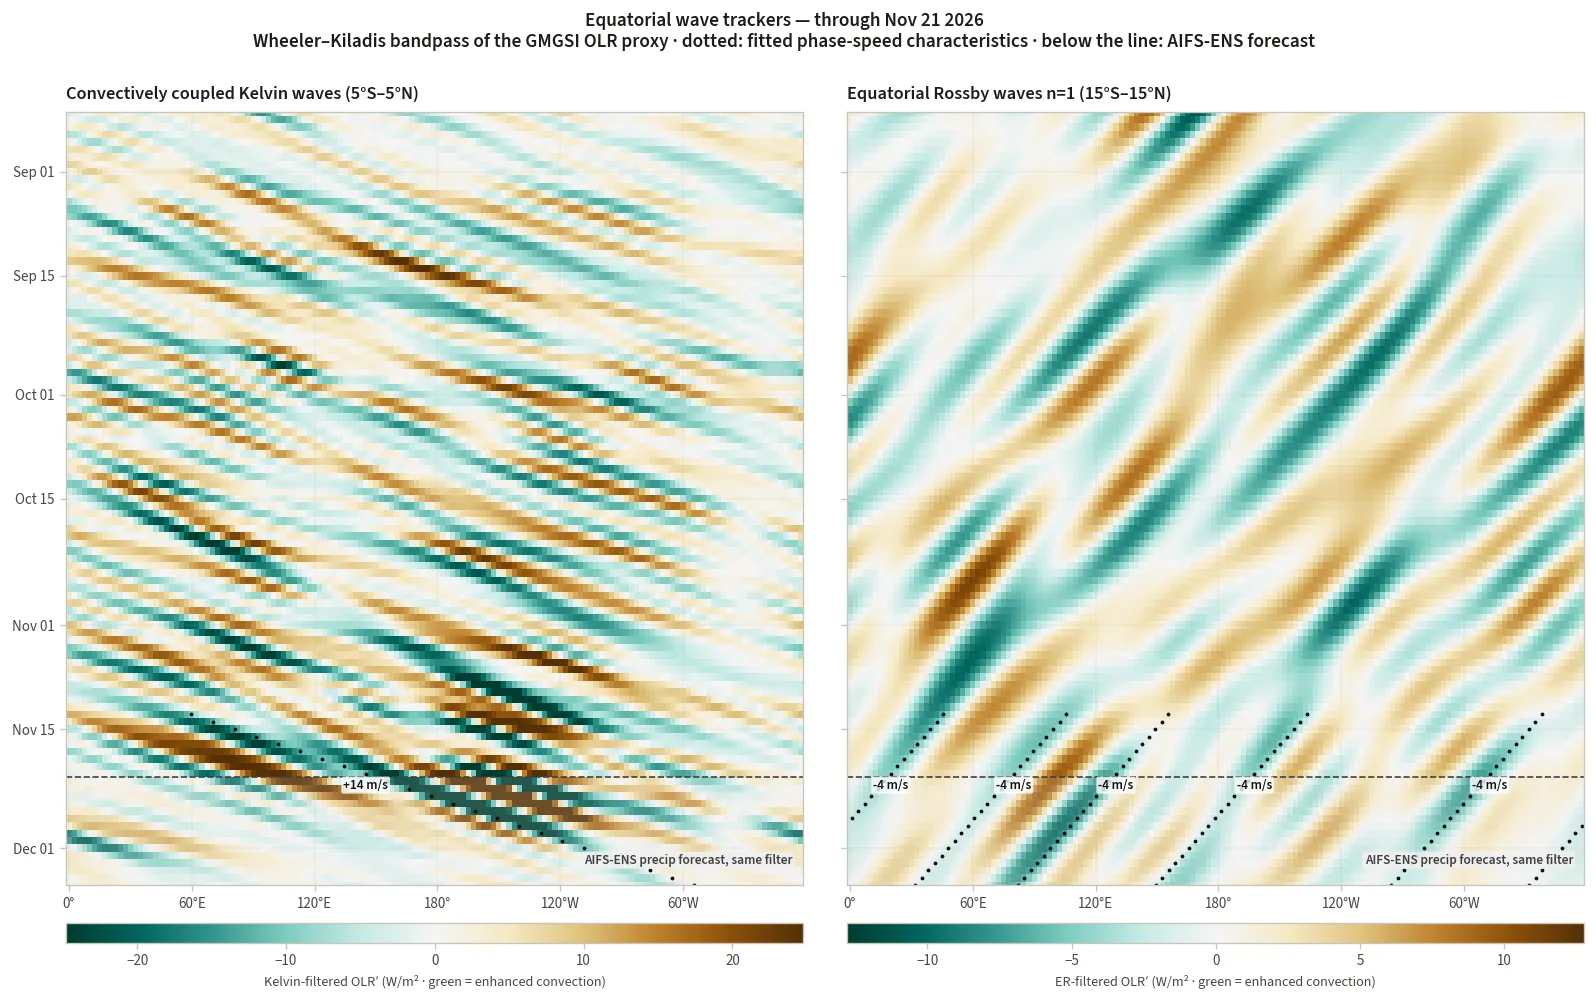 Equatorial wave trackers — through Nov 21 2026
Wheeler–Kiladis bandpass of the GMGSI OLR proxy · dotted: fitted phase-speed characteristics · below the line: AIFS-ENS forecast
Convectively coupled Kelvin waves (5°S–5°N)
Equatorial Rossby waves n=1 (15°S–15°N)
Sep 01
Sep 15
Oct 01
Oct 15
Nov 01
Nov 15
Dec 01
+14 m/s
AIFS-ENS precip forecast, same filter
-4 m/s
-4 m/s
-4 m/s
-4 m/s
-4 m/s
AIFS-ENS precip forecast, same filter
0° 60°E 120°E 180° 120°W 60°W
0° 60°E 120°E 180° 120°W 60°W
−20 −10 0 10 20
−10 −5 0 5 10
Kelvin-filtered OLR′ (W/m² · green = enhanced convection)
ER-filtered OLR′ (W/m² · green = enhanced convection)